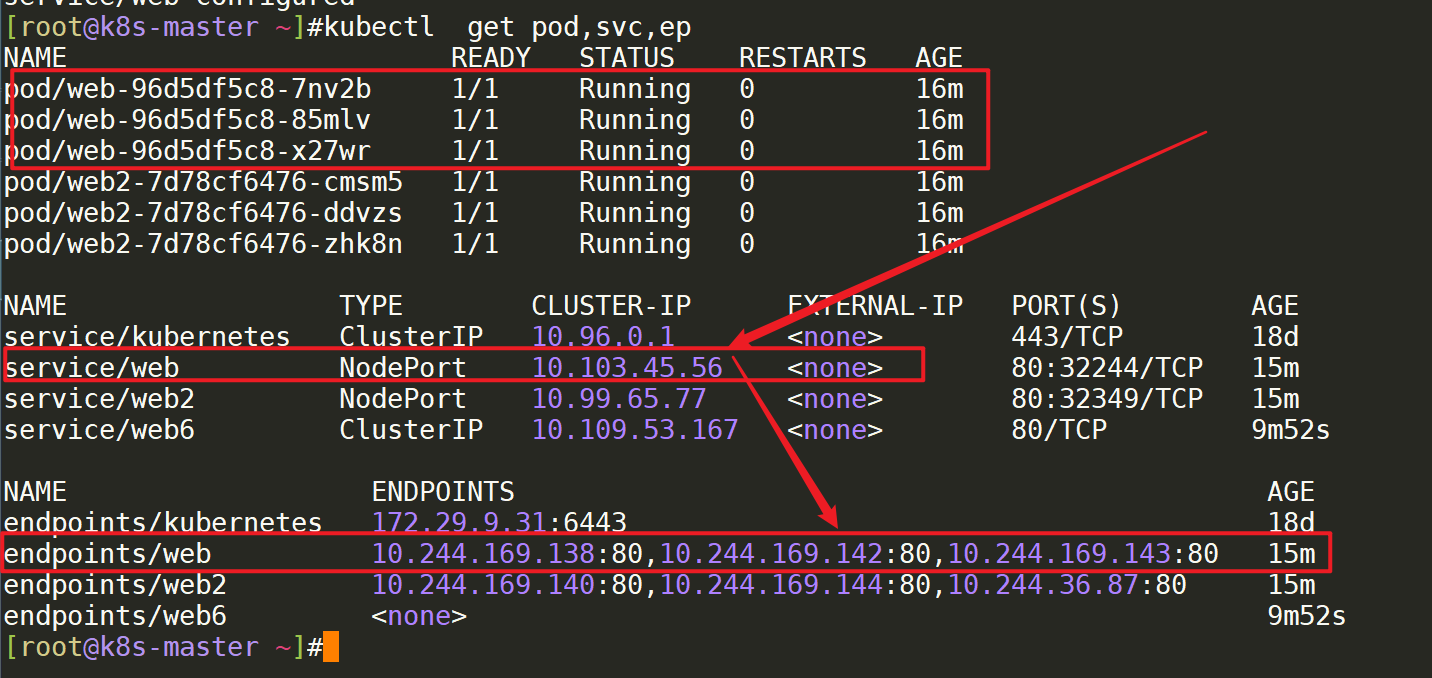 service/web configured
[root@k8s-master ~]#kubectl  get pod,svc,ep
NAME                        READY   STATUS    RESTARTS   AGE
pod/web-96d5df5c8-7nv2b     1/1     Running   0          16m
pod/web-96d5df5c8-85mlv     1/1     Running   0          16m
pod/web-96d5df5c8-x27wr     1/1     Running   0          16m
pod/web2-7d78cf6476-cmsm5   1/1     Running   0          16m
pod/web2-7d78cf6476-ddvzs   1/1     Running   0          16m
pod/web2-7d78cf6476-zhk8n   1/1     Running   0          16m
NAME                 TYPE        CLUSTER-IP      EXTERNAL-IP   PORT(S)        AGE
service/kubernetes   ClusterIP   10.96.0.1       <none>        443/TCP        18d
service/web          NodePort    10.103.45.56    <none>        80:32244/TCP   15m
service/web2         NodePort    10.99.65.77     <none>        80:32349/TCP   15m
service/web6         ClusterIP   10.109.53.167   <none>        80/TCP         9m52s
NAME                   ENDPOINTS                                               AGE
endpoints/kubernetes   172.29.9.31:6443                                        18d
endpoints/web          10.244.169.138:80,10.244.169.142:80,10.244.169.143:80   15m
endpoints/web2         10.244.169.140:80,10.244.169.144:80,10.244.36.87:80     15m
endpoints/web6         <none>                                                  9m52s
[root@k8s-master ~]#